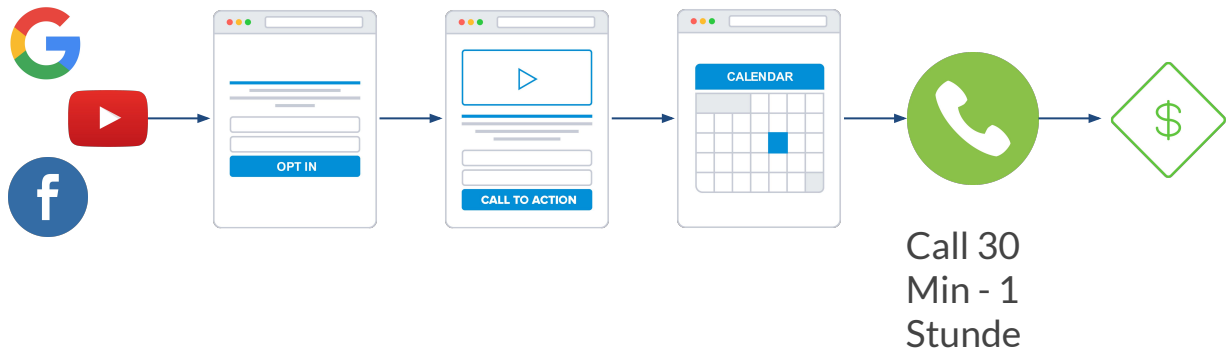 OPT IN
CALL TO ACTION
CALENDAR
$
Call 30
Min - 1
Stunde